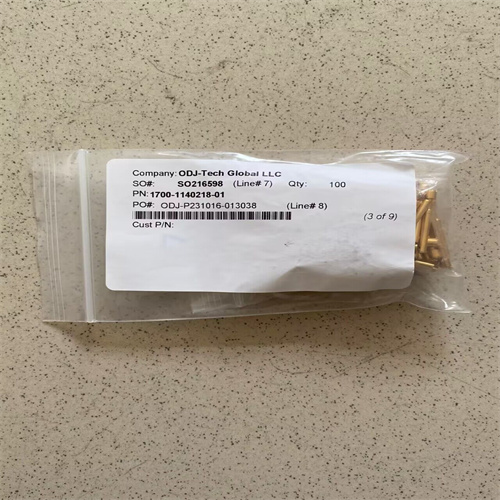 Company: ODJ-Tech Global LLC
SO#: SO216598 (Line# 7) Qty: 100
PN: 1700-1140218-01
PO#: ODJ-P231016-013038 (Line# 8)
(3 of 9)
Cust P/N: